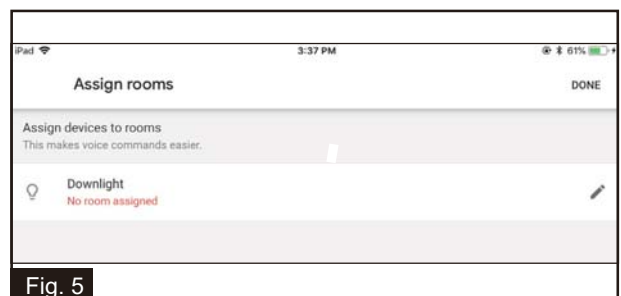 iPad 3:37 PM 61%
Assign rooms DONE
Assign devices to rooms
This makes voice commands easier.
Downlight
No room assigned
Fig. 5